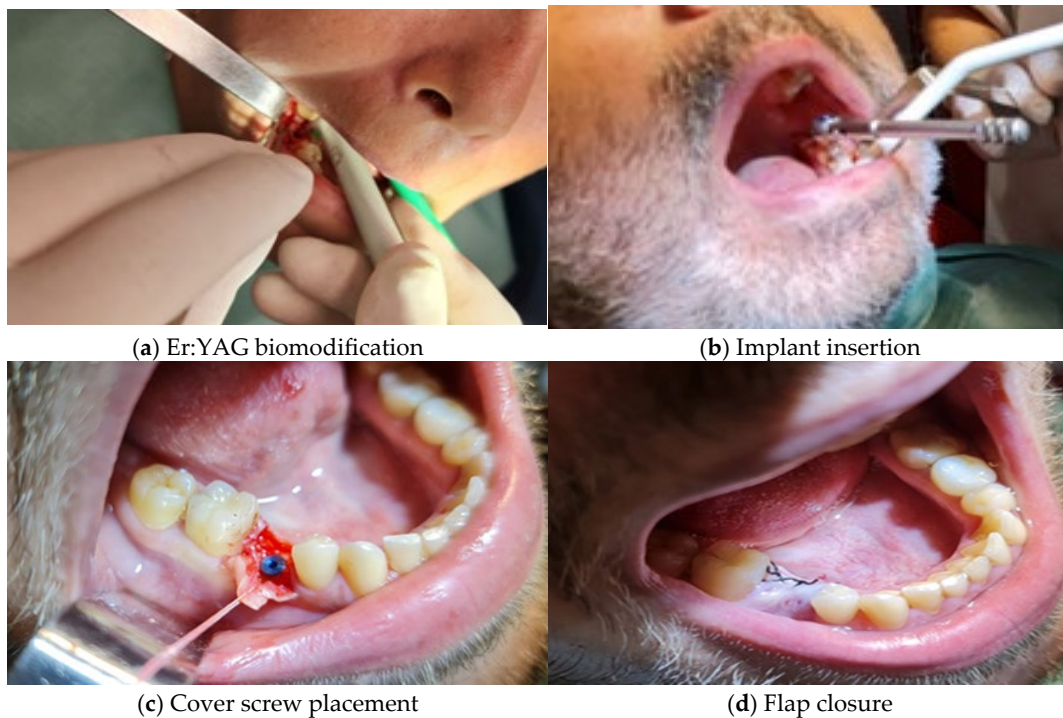 (a) Er:YAG biomodification
(b) Implant insertion
(c) Cover screw placement
(d) Flap closure